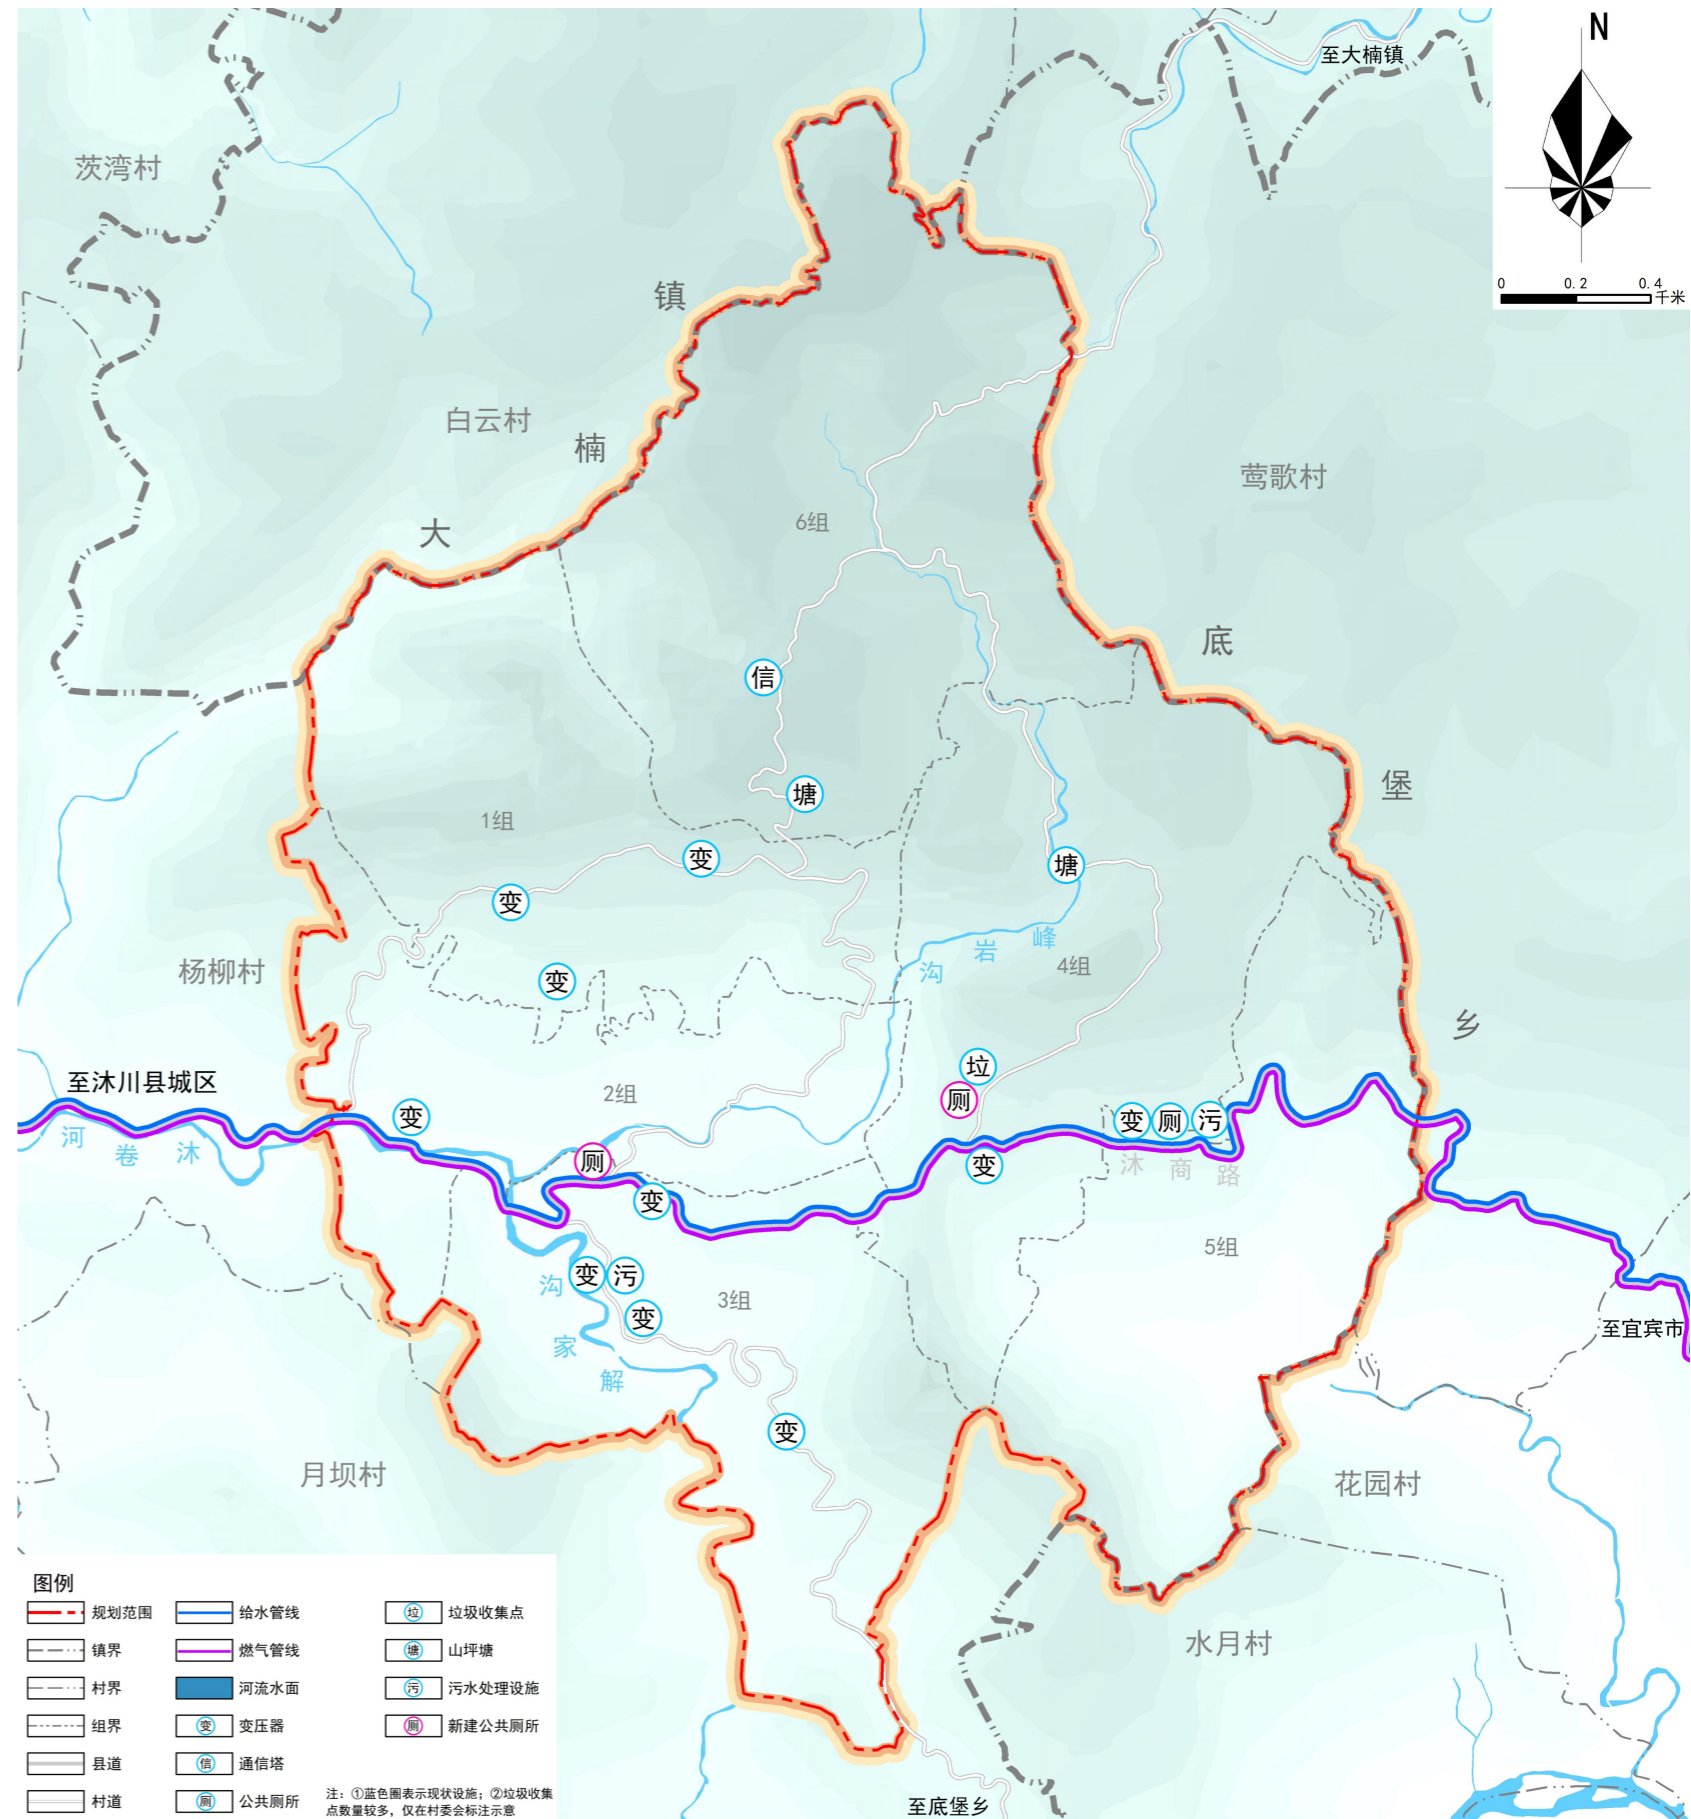 N
至大楠镇
茨湾村
0 0.2 0.4
千米
镇
白云村
楠
莺歌村
大
6组
底
信
堡
塘
1组
变
塘
变
峰
岩
沟
杨柳村
4组
变
乡
垃
至沐川县城区
2组
厕
变
变 厕 污
河 卷 沐
厕
变
沐 商 路
变
5组
变 污
沟
3组
变
家
至宜宾市
解
变
月坝村
花园村
水月村
至底堡乡
图例
规划范围 给水管线 垃 垃圾收集点
镇界 燃气管线 塘 山坪塘
村界 河流水面 污 污水处理设施
组界 变 变压器 厕 新建公共厕所
县道 信 通信塔
村道 厕 公共厕所
注：①蓝色圈表示现状设施；②垃圾收集
点数量较多，仅在村委会标注示意